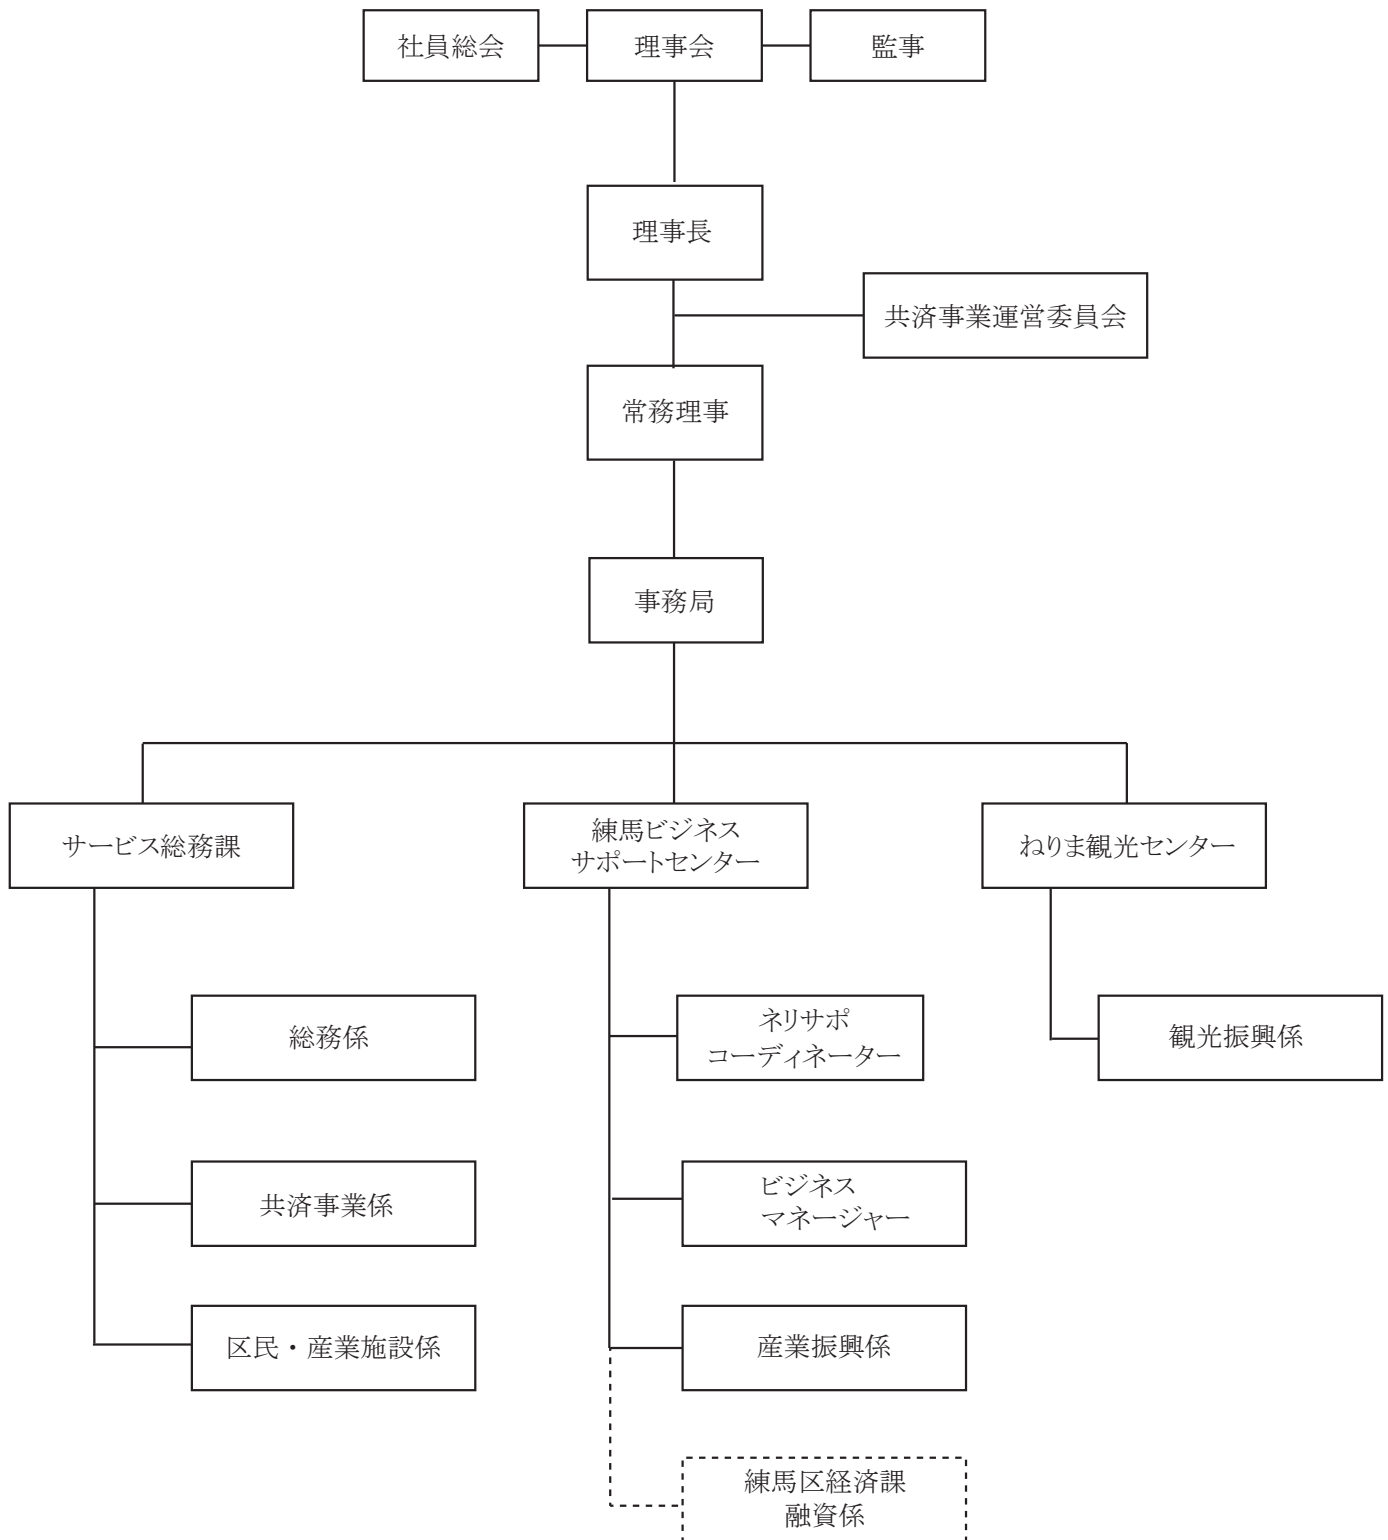 社員総会
理事会
監事
理事長
共済事業運営委員会
常務理事
事務局
サービス総務課
練馬ビジネス
サポートセンター
ねりま観光センター
総務係
共済事業係
区民・産業施設係
ネリサポ
コーディネーター
ビジネス
マネージャー
産業振興係
練馬区経済課
融資係
観光振興係